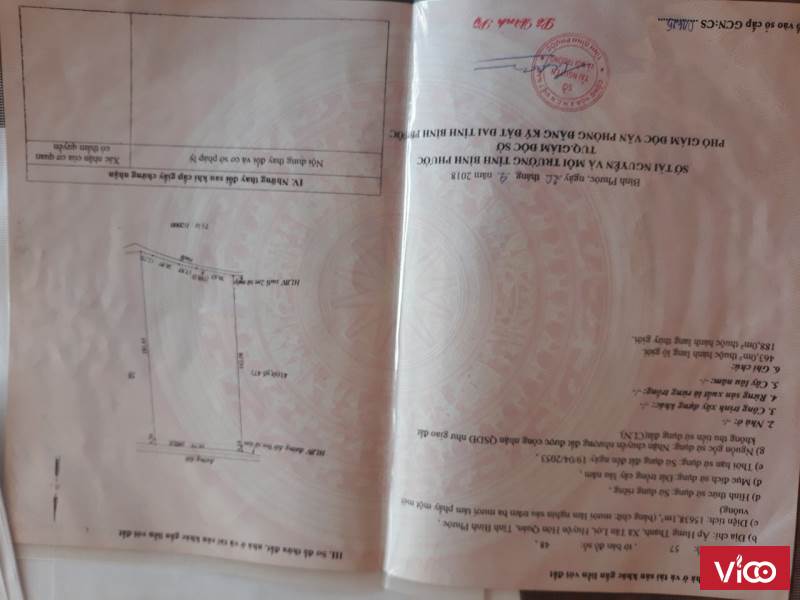 ở và tài sản khác gắn liền với đất
57 , tờ bản đồ số: 48
b) Địa chỉ: Ấp Hưng Thạnh, Xã Tân Lợi, Huyện Hớn Quản, Tỉnh Bình Phước
c) Diện tích: 15638,1m², (bằng chữ: mười lăm nghìn sáu trăm ba mươi tám phẩy một mét
vuông)
d) Hình thức sử dụng: Sử dụng riêng,
đ) Mục đích sử dụng: Đất trồng cây lâu năm,
e) Thời hạn sử dụng: Sử dụng đất đến ngày 19/04/2053,
g) Nguồn gốc sử dụng: Nhận chuyển nhượng đất được công nhận QSDĐ như giao
không thu tiền sử dụng đất(CLN)
2. Nhà ở: -/-
3. Công trình xây dựng khác: -/-
4. Rừng sản xuất là rừng trồng: -/-
5. Cây lâu năm: -/-
6. Ghi chú:
463,0m² thuộc hành lang lộ giới.
188,0m² thuộc hành lang thủy giới.
Bình Phước, ngày tháng 9 năm 2018
SỞ TÀI NGUYÊN VÀ MÔI TRƯỜNG TỈNH BÌNH PHƯỚC
TUQ.GIÁM ĐỐC SỞ
PHÓ GIÁM ĐỐC VĂN PHÒNG ĐĂNG KÝ ĐẤT ĐAI TỈNH BÌNH PHƯỚC
SỞ
TÀI NGUYÊN
vào sổ cấp GCN:CS
III. Sơ đồ thửa đất, nhà ở và tài sản khác gắn liền với đất
đường đất
58
Suối
HLBV suối
IV. Những thay đổi sau khi cấp giấy chứng nhận
Nội dung thay đổi và cơ sở pháp lý
Xác nhận của cơ quan
có thẩm quyền
ViCO